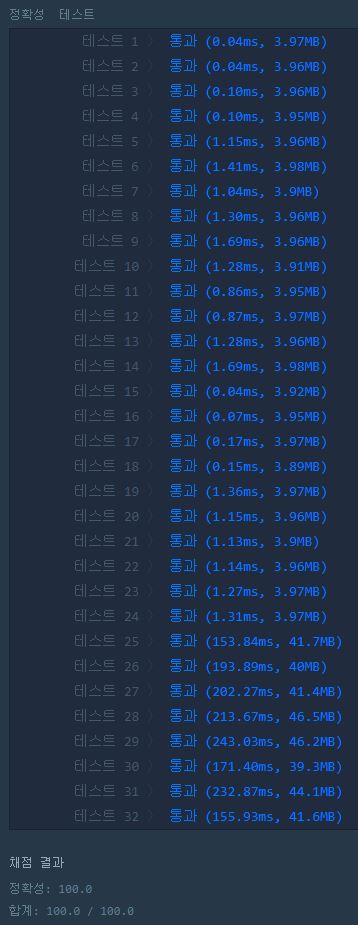 정확성 테스트
테스트 1 〉 통과 (0.04ms, 3.97MB)
테스트 2 〉 통과 (0.04ms, 3.96MB)
테스트 3 〉 통과 (0.10ms, 3.96MB)
테스트 4 〉 통과 (0.10ms, 3.95MB)
테스트 5 〉 통과 (1.15ms, 3.96MB)
테스트 6 〉 통과 (1.41ms, 3.98MB)
테스트 7 〉 통과 (1.04ms, 3.9MB)
테스트 8 〉 통과 (1.30ms, 3.96MB)
테스트 9 〉 통과 (1.69ms, 3.96MB)
테스트 10 〉 통과 (1.28ms, 3.91MB)
테스트 11 〉 통과 (0.86ms, 3.95MB)
테스트 12 〉 통과 (0.87ms, 3.97MB)
테스트 13 〉 통과 (1.28ms, 3.96MB)
테스트 14 〉 통과 (1.69ms, 3.98MB)
테스트 15 〉 통과 (0.04ms, 3.92MB)
테스트 16 〉 통과 (0.07ms, 3.95MB)
테스트 17 〉 통과 (0.17ms, 3.97MB)
테스트 18 〉 통과 (0.15ms, 3.89MB)
테스트 19 〉 통과 (1.36ms, 3.97MB)
테스트 20 〉 통과 (1.15ms, 3.96MB)
테스트 21 〉 통과 (1.13ms, 3.9MB)
테스트 22 〉 통과 (1.14ms, 3.96MB)
테스트 23 〉 통과 (1.27ms, 3.97MB)
테스트 24 〉 통과 (1.31ms, 3.97MB)
테스트 25 〉 통과 (153.84ms, 41.7MB)
테스트 26 〉 통과 (193.89ms, 40MB)
테스트 27 〉 통과 (202.27ms, 41.4MB)
테스트 28 〉 통과 (213.67ms, 46.5MB)
테스트 29 〉 통과 (243.03ms, 46.2MB)
테스트 30 〉 통과 (171.40ms, 39.3MB)
테스트 31 〉 통과 (232.87ms, 44.1MB)
테스트 32 〉 통과 (155.93ms, 41.6MB)
채점 결과
정확성: 100.0
합계: 100.0 / 100.0